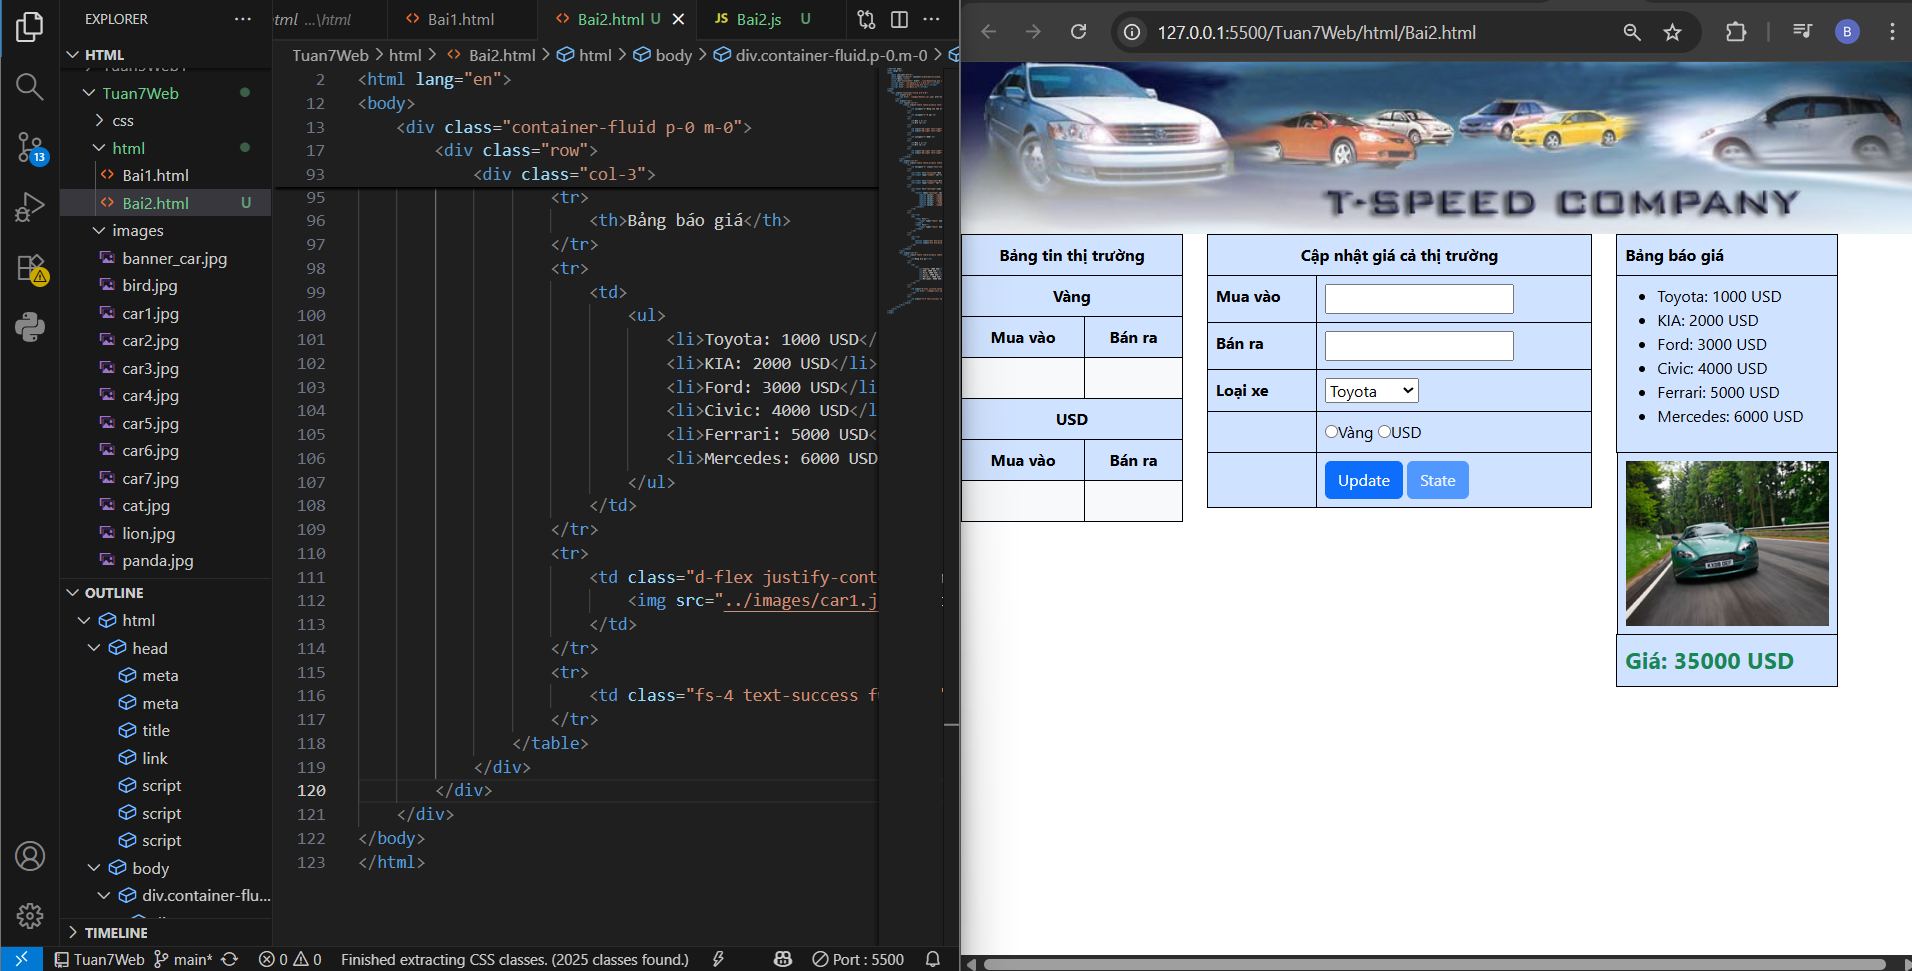 EXPLORER
HTML
Tuan7Web
css
html
Bai1.html
Bai2.html U
images
banner_car.jpg
bird.jpg
car1.jpg
car2.jpg
car3.jpg
car4.jpg
car5.jpg
car6.jpg
car7.jpg
cat.jpg
lion.jpg
panda.jpg
OUTLINE
html
head
meta
meta
title
link
script
script
script
body
div.container-flu...
TIMELINE
13
tml ...\html
Bai1.html
Bai2.html U
JS Bai2.js U
Tuan7Web > html > Bai2.html > html > body > div.container-fluid.p-0.m-0 >
2 <html lang="en">
12 <body>
13 <div class="container-fluid p-0 m-0">
17 <div class="row">
93 <div class="col-3">
95 <tr>
96 <th>Bảng báo giá</th>
97 </tr>
98 <tr>
99 <td>
100 <ul>
101 <li>Toyota: 1000 USD</
102 <li>KIA: 2000 USD</li>
103 <li>Ford: 3000 USD</li
104 <li>Civic: 4000 USD</l
105 <li>Ferrari: 5000 USD<
106 <li>Mercedes: 6000 USD
107 </ul>
108 </td>
109 </tr>
110 <tr>
111 <td class="d-flex justify-cont
112 <img src="../images/car1.j
113 </td>
114 </tr>
115 <tr>
116 <td class="fs-4 text-success f
117 </tr>
118 </table>
119 </div>
120 </div>
121 </div>
122 </body>
123 </html>
Tuan7Web main* 0 0 Finished extracting CSS classes. (2025 classes found.) Port : 5500
127.0.0.1:5500/Tuan7Web/html/Bai2.html
B
T-SPEED COMPANY
Bảng tin thị trường
Vàng
Mua vào Bán ra
USD
Mua vào Bán ra
Cập nhật giá cả thị trường
Mua vào
Bán ra
Loại xe Toyota
Vàng USD
Update State
Bảng báo giá
Toyota: 1000 USD
KIA: 2000 USD
Ford: 3000 USD
Civic: 4000 USD
Ferrari: 5000 USD
Mercedes: 6000 USD
Giá: 35000 USD